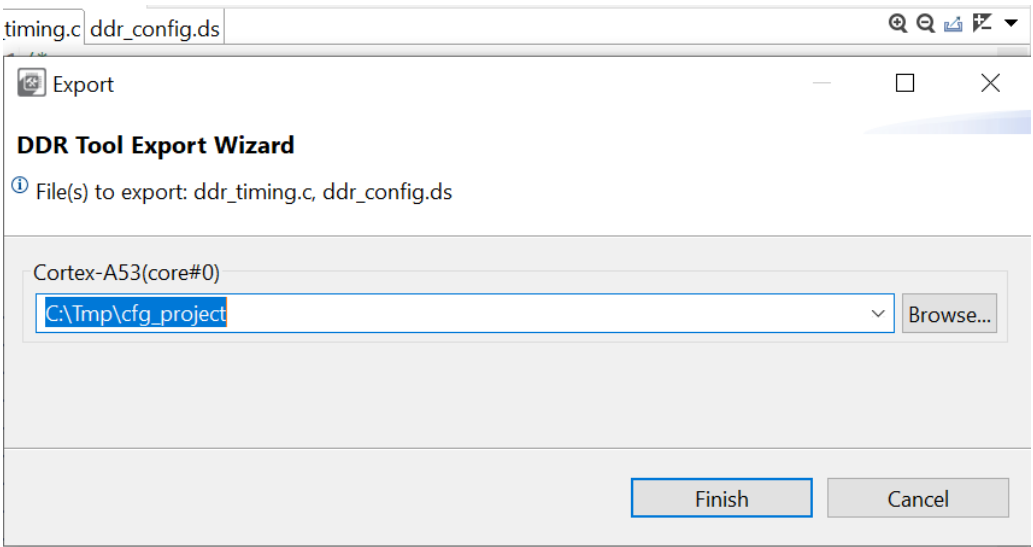 timing.c ddr_config.ds
Export
DDR Tool Export Wizard
File(s) to export: ddr_timing.c, ddr_config.ds
Cortex-A53(core#0)
C:\Tmp\cfg_project
Browse...
Finish
Cancel